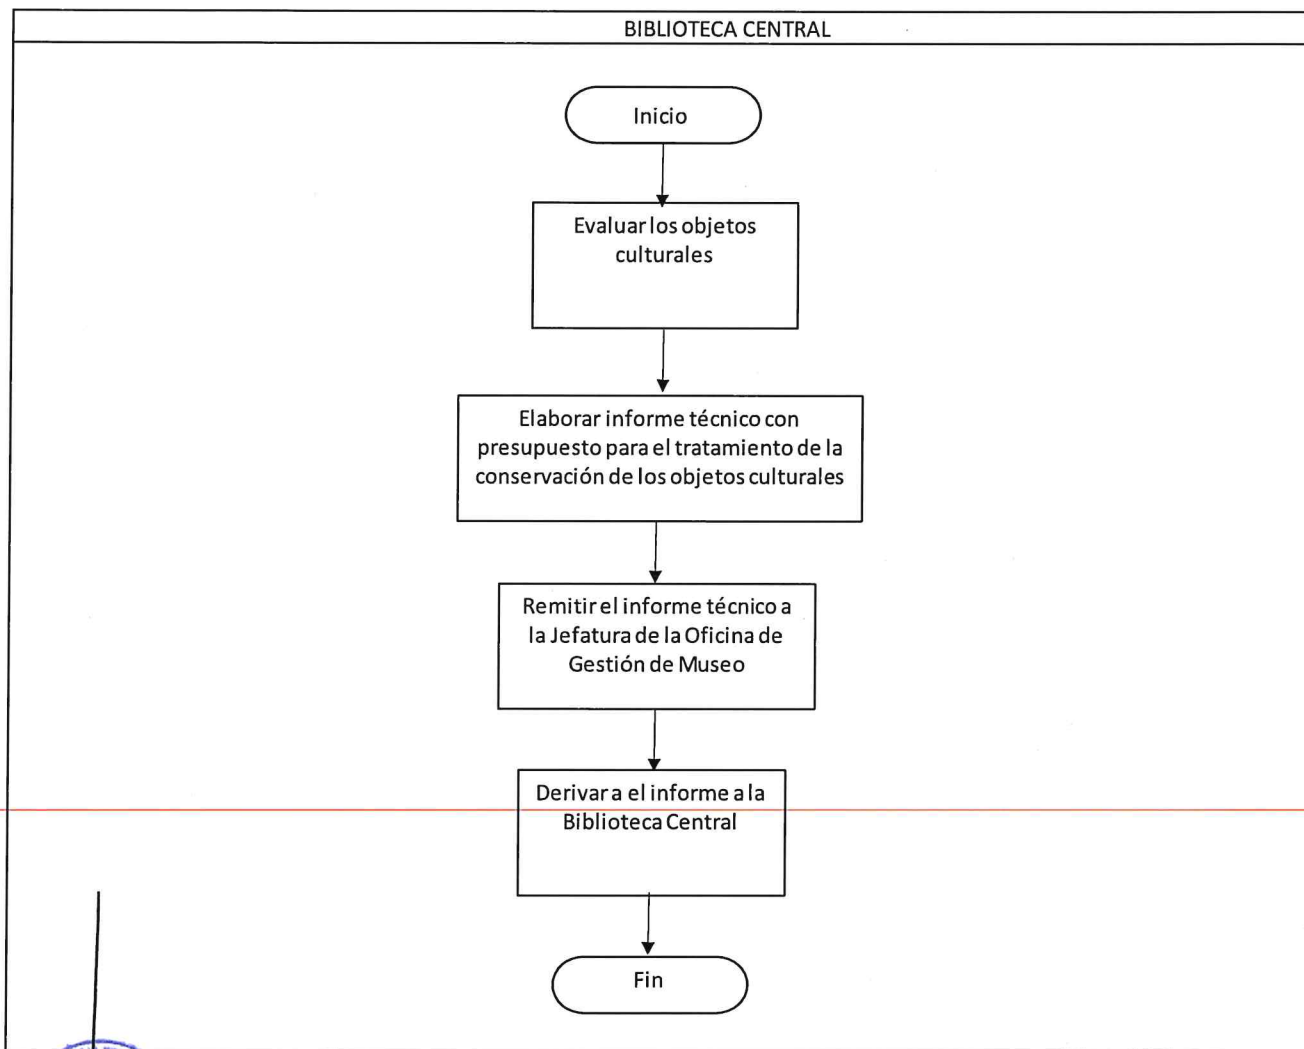 BIBLIOTECA CENTRAL
Inicio
Evaluar los objetos
culturales
Elaborar informe técnico con
presupuesto para el tratamiento de la
conservación de los objetos culturales
Remitir el informe técnico a
la Jefatura de la Oficina de
Gestión de Museo
Derivar a el informe a la
Biblioteca Central
Fin